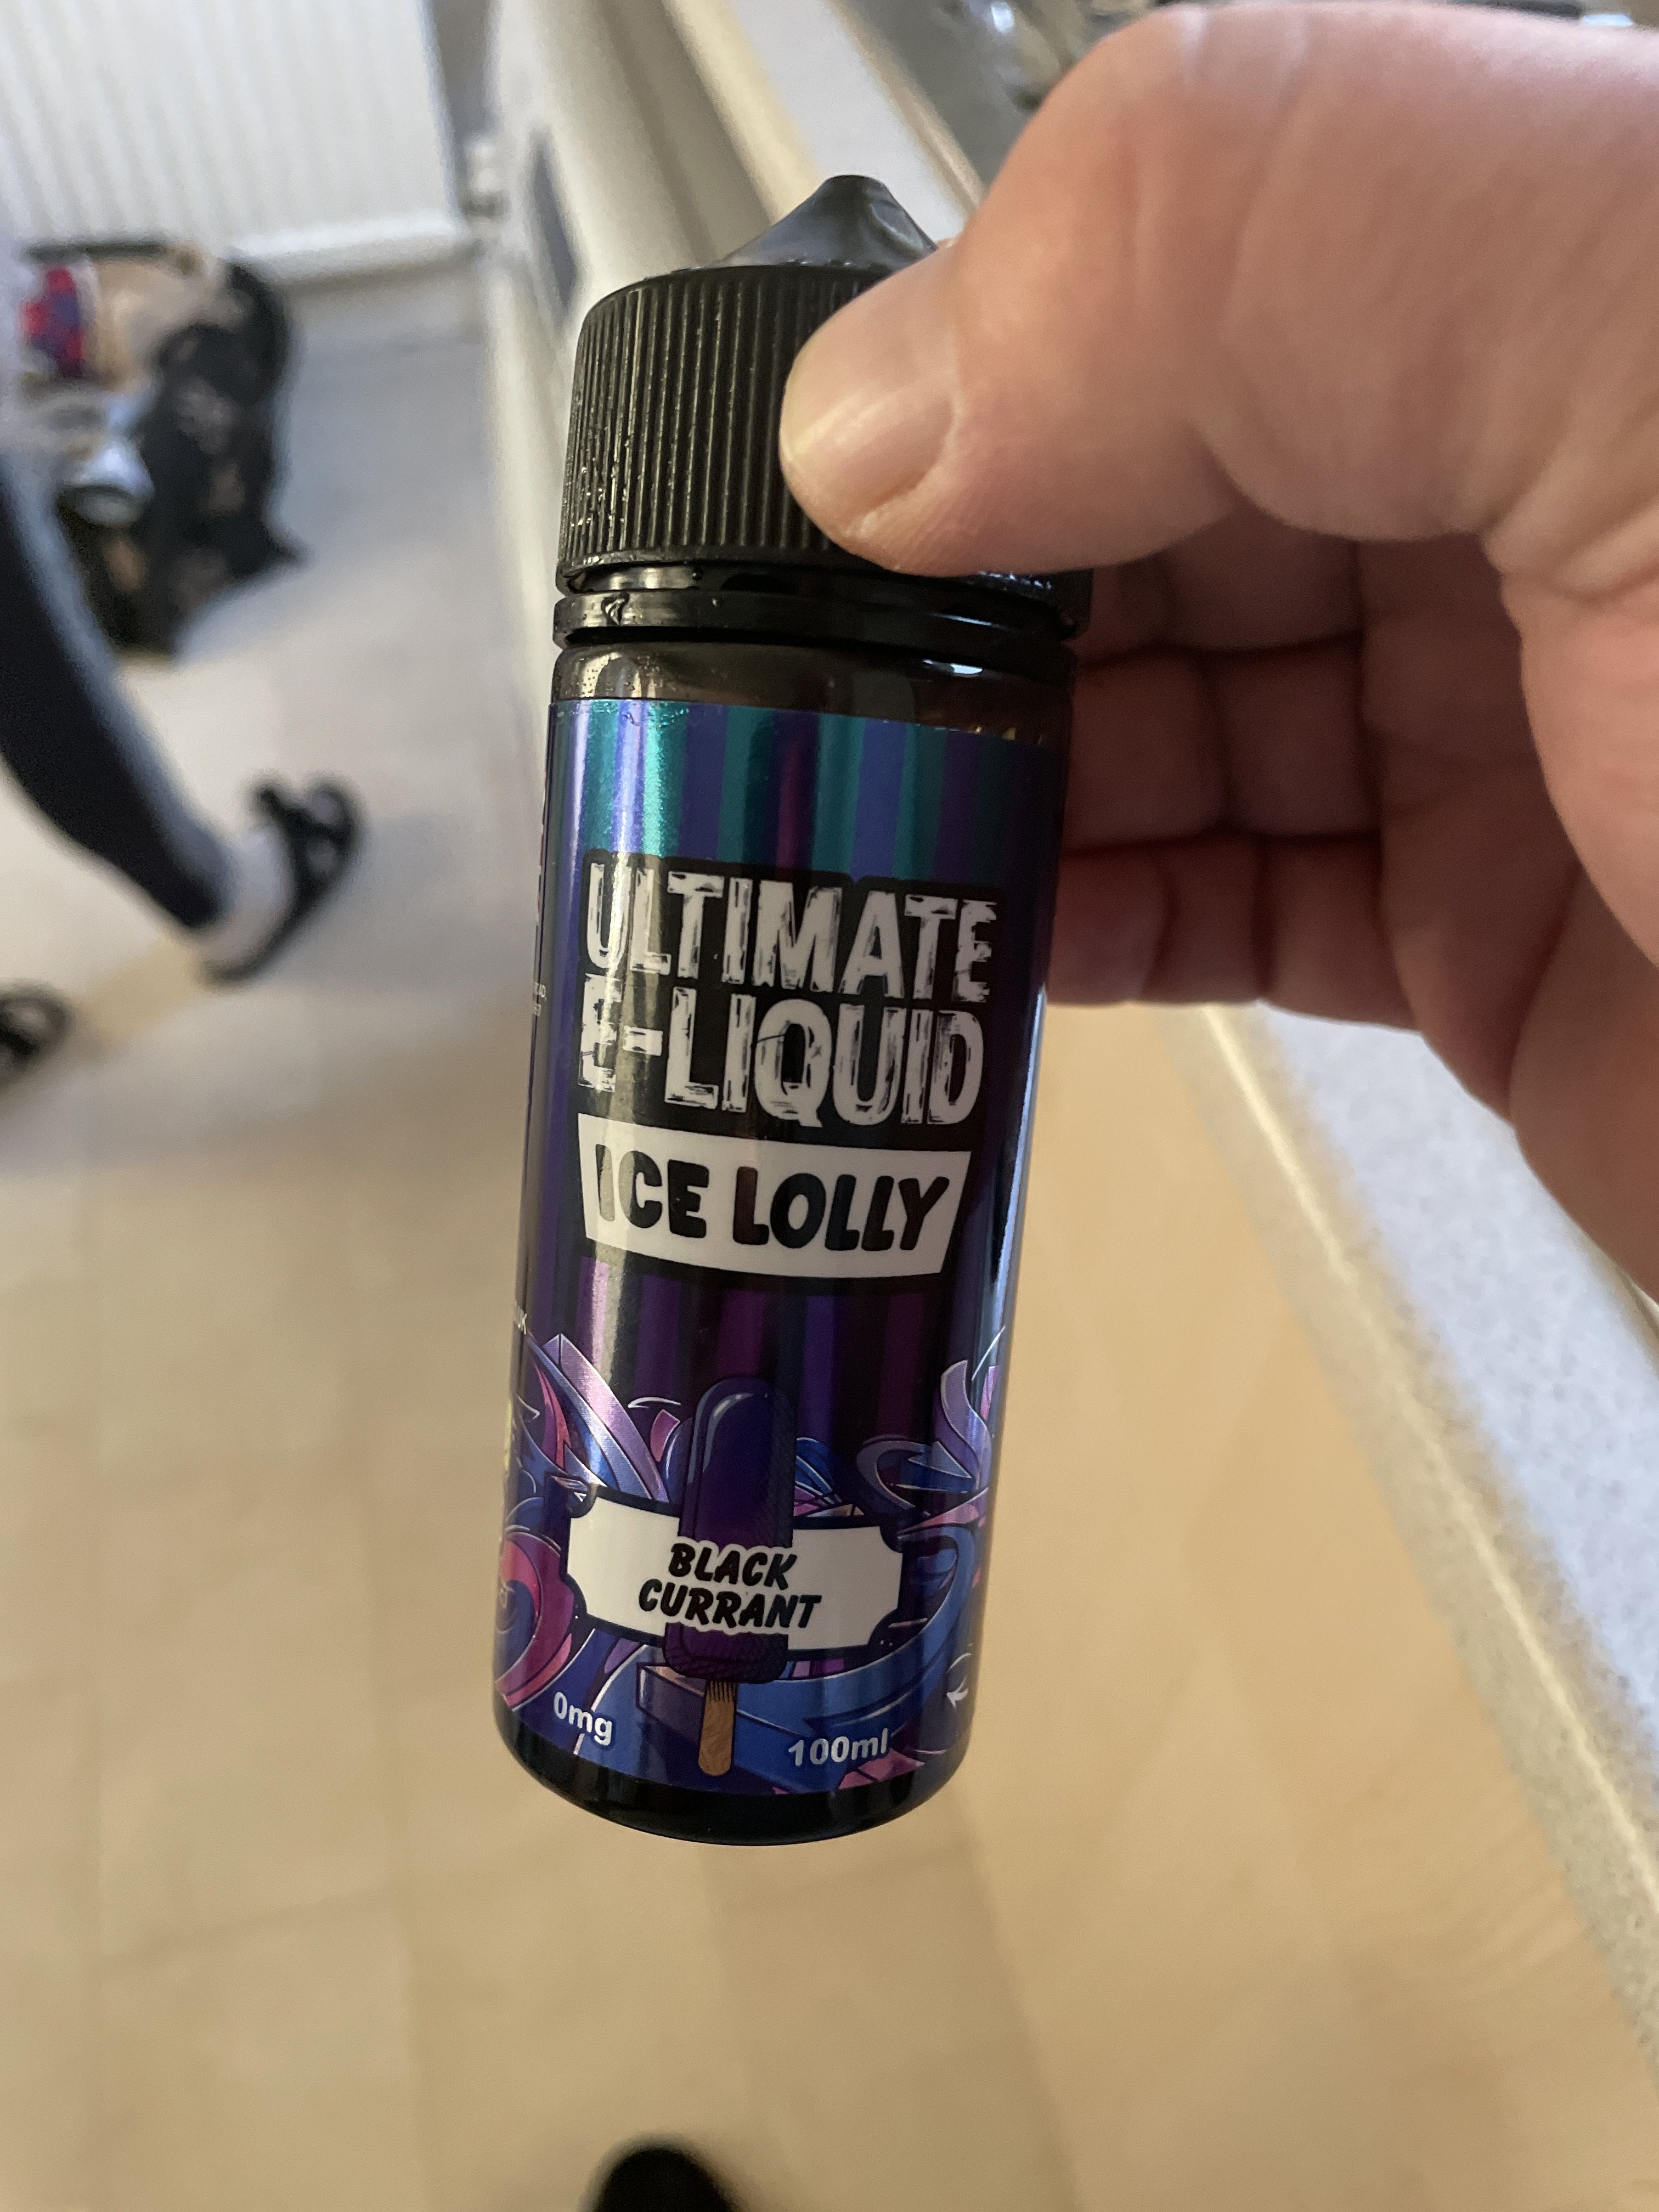 ULTIMATE
E-LIQUID
ICE LOLLY
BLACK
CURRANT
0mg
100ml